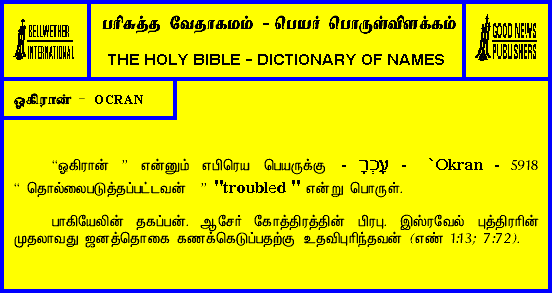 BELLWETHER
INTERNATIONAL
பரிசுத்த வேதாகமம் - பெயர் பொருள்விளக்கம்
THE HOLY BIBLE - DICTIONARY OF NAMES
GOOD NEWS
PUBLISHERS
ஓகிரான் - OCRAN
“ஓகிரான் ” என்னும் எபிரெய பெயருக்கு - עָכְרָן - `Okran - 5918
“ தொல்லைபடுத்தப்பட்டவன் ” "troubled " என்று பொருள்.
பாகியேலின் தகப்பன். ஆசேர் கோத்திரத்தின் பிரபு. இஸ்ரவேல் புத்திரரின்
முதலாவது ஜனத்தொகை கணக்கெடுப்பதற்கு உதவிபுரிந்தவன் (எண் 1:13; 7:72).